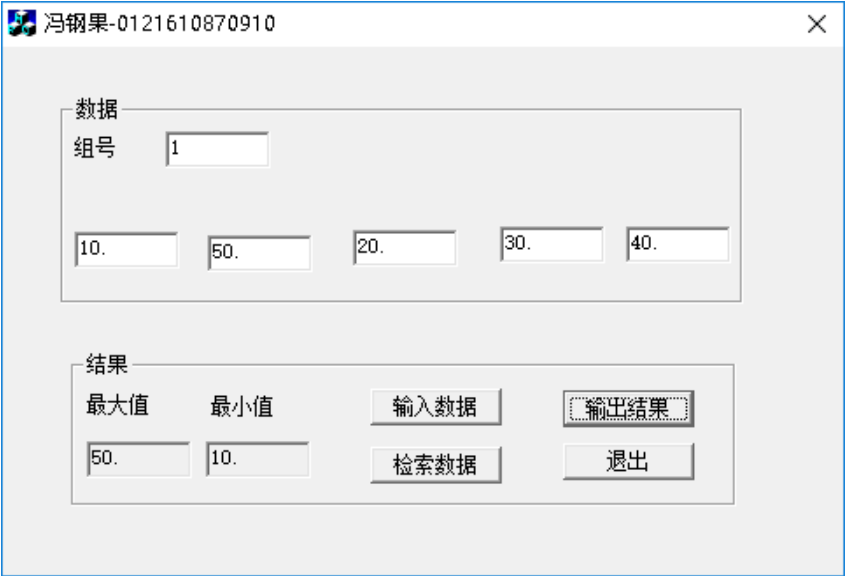 冯钢果-0121610870910
数据
组号 1
10. 50. 20. 30. 40.
结果
最大值 最小值 输入数据 输出结果
50. 10. 检索数据 退出